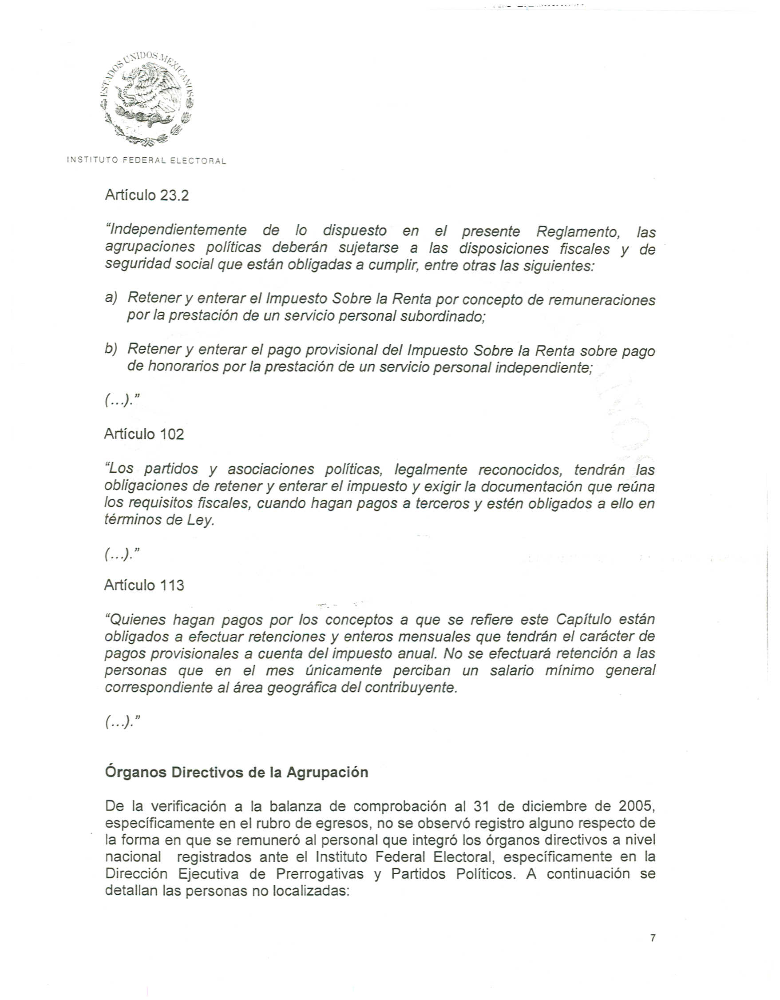 ESTADOS UNIDOS MEXICANOS
INSTITUTO FEDERAL ELECTORAL
Artículo 23.2
“Independientemente de lo dispuesto en el presente Reglamento, las
agrupaciones políticas deberán sujetarse a las disposiciones fiscales y de
seguridad social que están obligadas a cumplir, entre otras las siguientes:
a) Retener y enterar el Impuesto Sobre la Renta por concepto de remuneraciones
por la prestación de un servicio personal subordinado;
b) Retener y enterar el pago provisional del Impuesto Sobre la Renta sobre pago
de honorarios por la prestación de un servicio personal independiente;
(...).”
Artículo 102
“Los partidos y asociaciones políticas, legalmente reconocidos, tendrán las
obligaciones de retener y enterar el impuesto y exigir la documentación que reúna
los requisitos fiscales, cuando hagan pagos a terceros y estén obligados a ello en
términos de Ley.
(...).”
Artículo 113
“Quienes hagan pagos por los conceptos a que se refiere este Capítulo están
obligados a efectuar retenciones y enteros mensuales que tendrán el carácter de
pagos provisionales a cuenta del impuesto anual. No se efectuará retención a las
personas que en el mes únicamente perciban un salario mínimo general
correspondiente al área geográfica del contribuyente.
(...).”
Órganos Directivos de la Agrupación
De la verificación a la balanza de comprobación al 31 de diciembre de 2005,
específicamente en el rubro de egresos, no se observó registro alguno respecto de
la forma en que se remuneró al personal que integró los órganos directivos a nivel
nacional registrados ante el Instituto Federal Electoral, específicamente en la
Dirección Ejecutiva de Prerrogativas y Partidos Políticos. A continuación se
detallan las personas no localizadas:
7